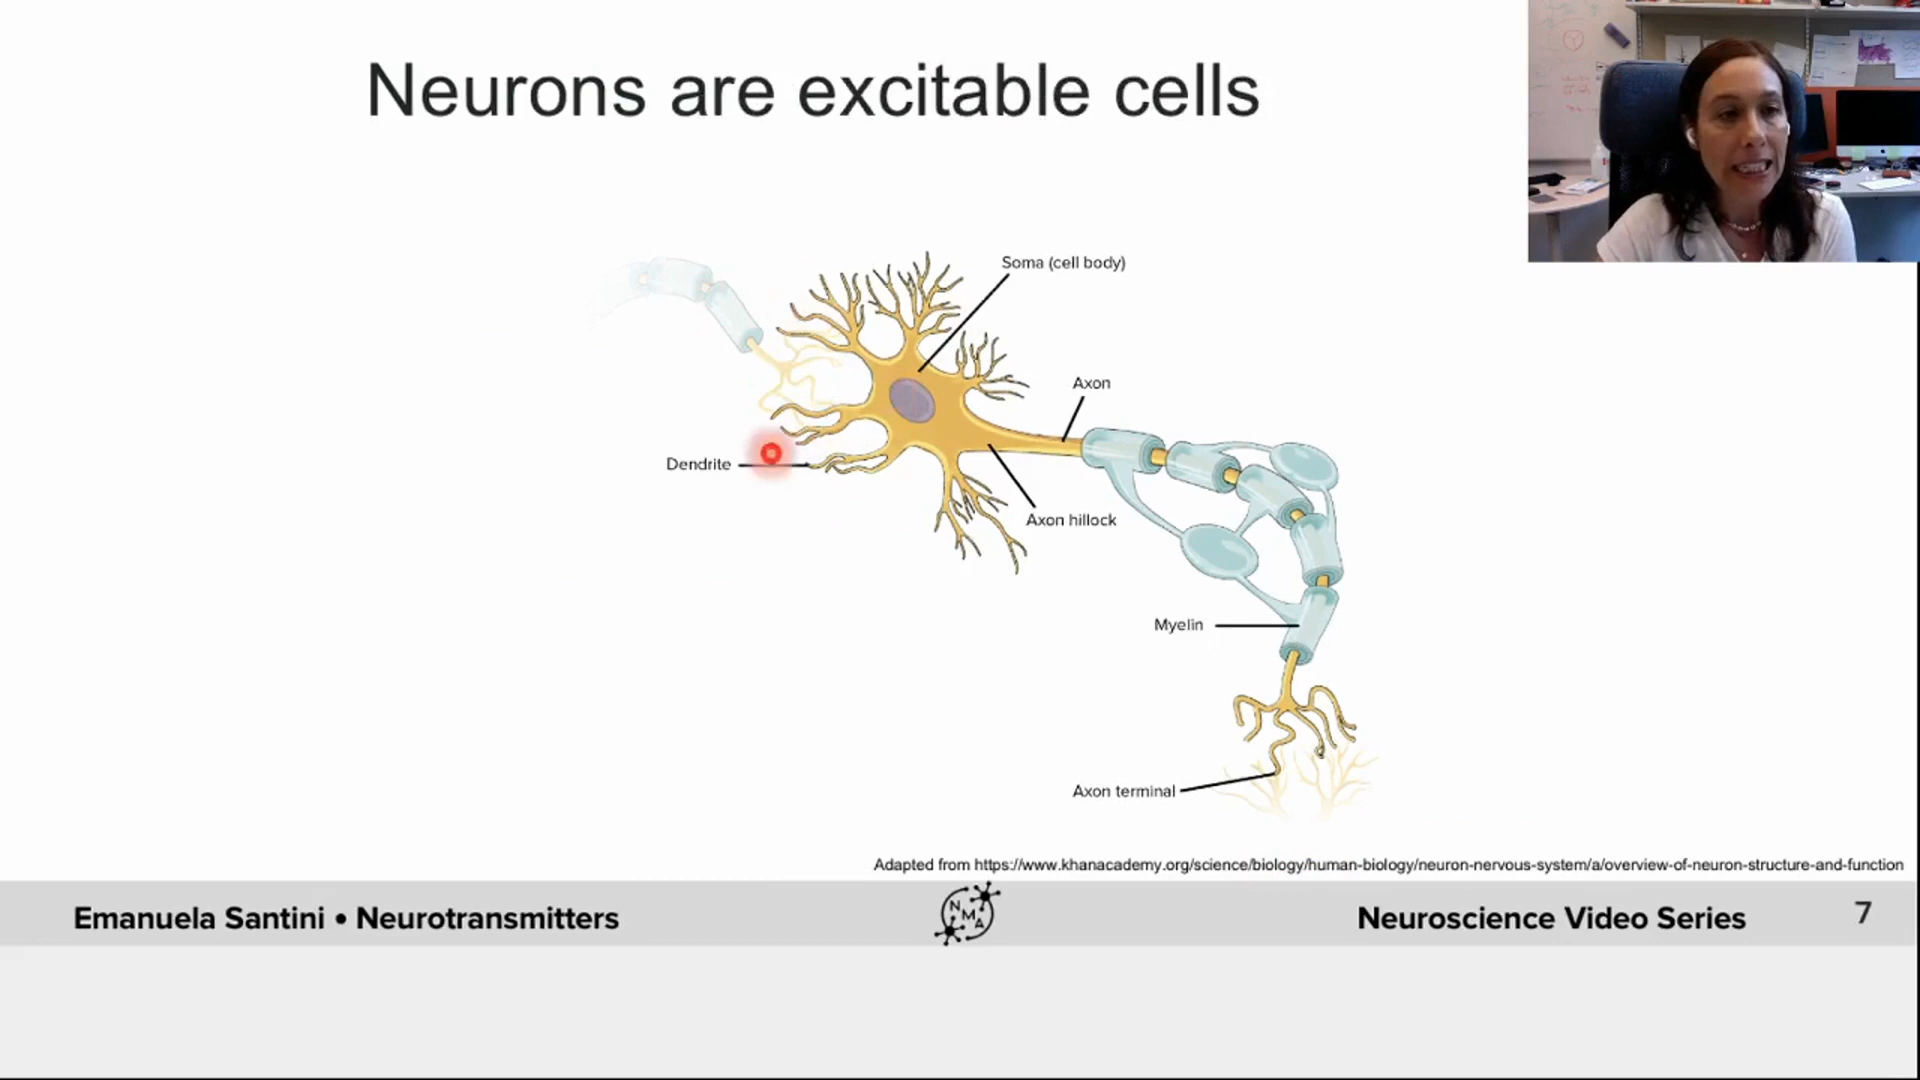 Neurons are excitable cells
Soma (cell body)
Axon
Dendrite
Axon hillock
Myelin
Axon terminal
Adapted from https://www.khanacademy.org/science/biology/human-biology/neuron-nervous-system/a/overview-of-neuron-structure-and-function
Emanuela Santini • Neurotransmitters
NMA
Neuroscience Video Series
7